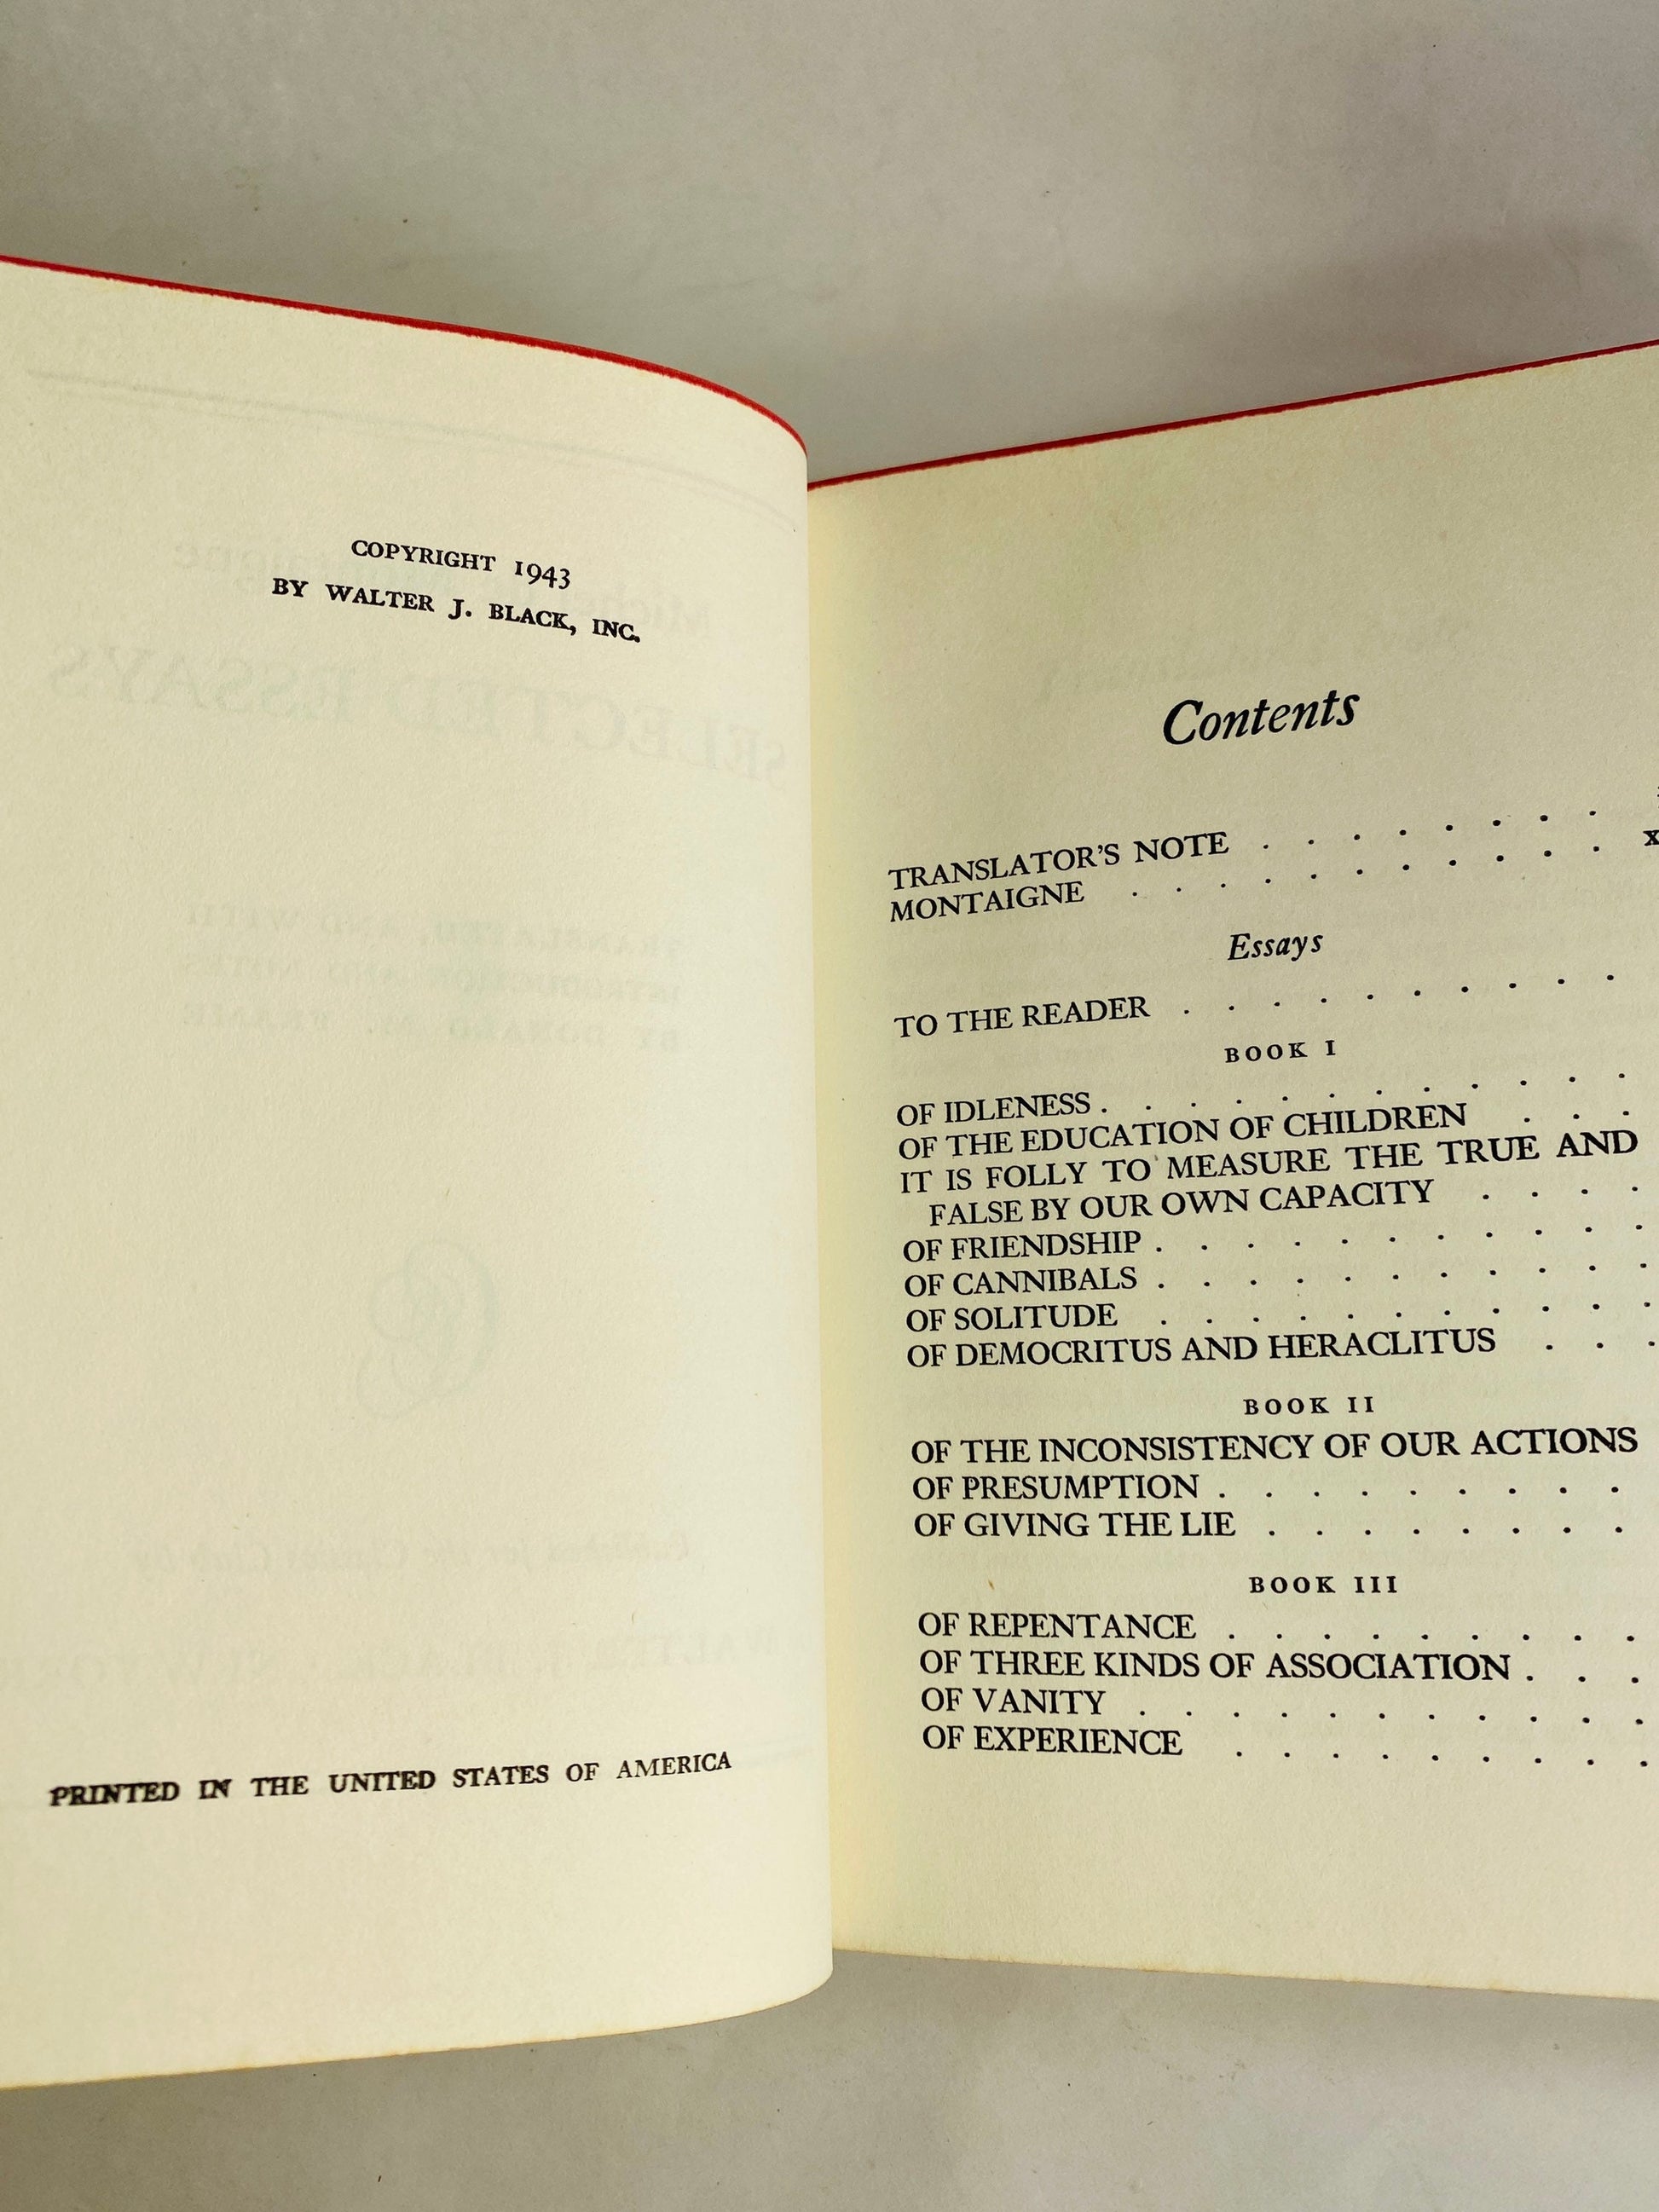 COPYRIGHT 1943
BY WALTER J. BLACK, INC.
PRINTED IN THE UNITED STATES OF AMERICA
Contents
TRANSLATOR'S NOTE . . . . . . . .
MONTAIGNE . . . . . . . . . . . x
Essays
TO THE READER . . . . . . . . . .
BOOK I
OF IDLENESS . . . . . . . . . . . .
OF THE EDUCATION OF CHILDREN . . .
IT IS FOLLY TO MEASURE THE TRUE AND
FALSE BY OUR OWN CAPACITY . . . .
OF FRIENDSHIP . . . . . . . . . . .
OF CANNIBALS . . . . . . . . . . .
OF SOLITUDE . . . . . . . . . . .
OF DEMOCRITUS AND HERACLITUS . . .
BOOK II
OF THE INCONSISTENCY OF OUR ACTIONS
OF PRESUMPTION . . . . . . . . .
OF GIVING THE LIE . . . . . . . .
BOOK III
OF REPENTANCE . . . . . . . . .
OF THREE KINDS OF ASSOCIATION . . .
OF VANITY . . . . . . . . . . .
OF EXPERIENCE . . . . . . . . .